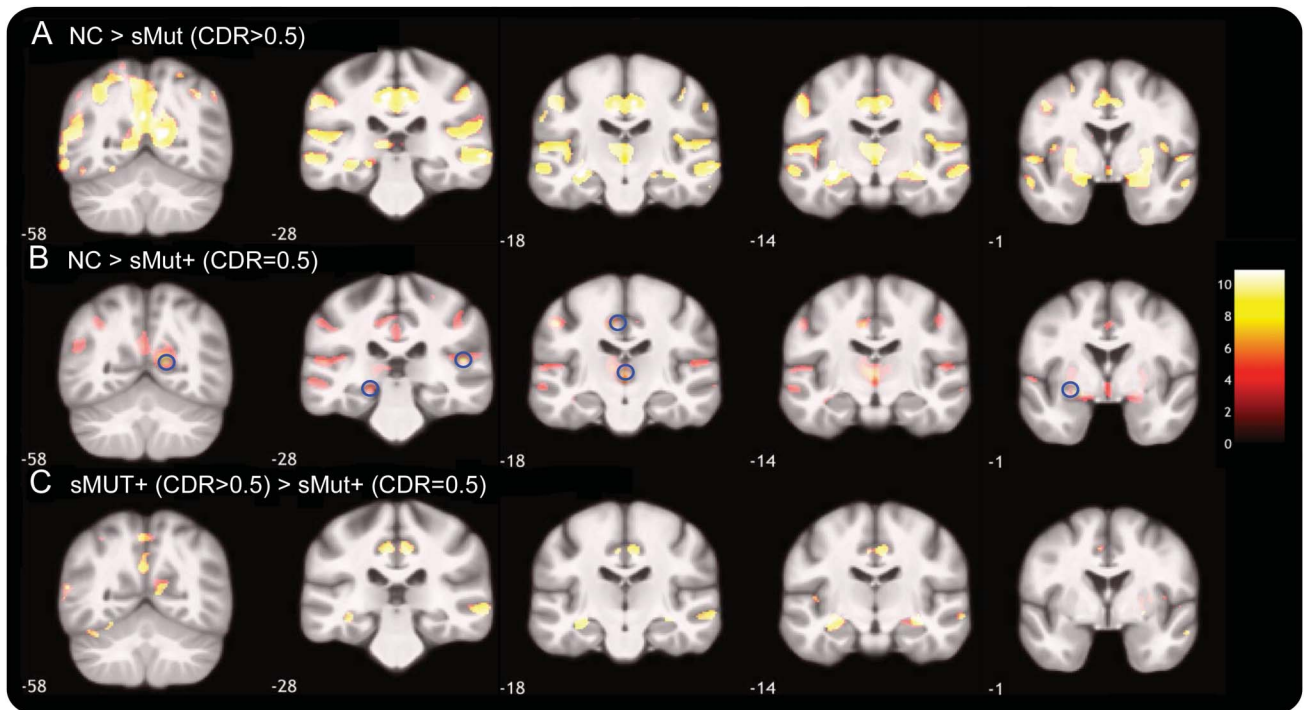 A NC > sMut (CDR>0.5)
-58 -28 -18 -14 -1
B NC > sMut+ (CDR=0.5)
10
8
6
4
2
0
-58 -28 -18 -14 -1
C sMUT+ (CDR>0.5) > sMut+ (CDR=0.5)
-58 -28 -18 -14 -1